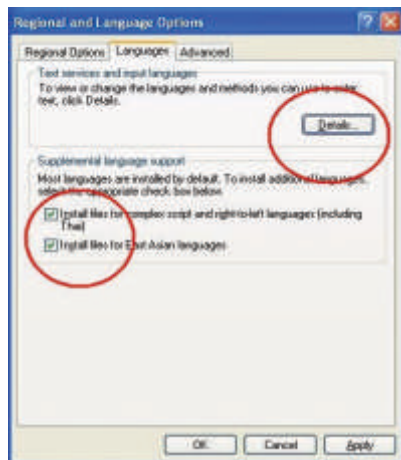 Regional and Language Options
Regional Options Languages Advanced
Text services and input languages
To view or change the languages and methods you can use to enter
text, click Details.
Details...
Supplemental language support
Most languages are installed by default. To install additional languages,
select the appropriate check box below.
Install files for complex script and right-to-left languages (including
Thai)
Install files for East Asian languages
OK Cancel Apply